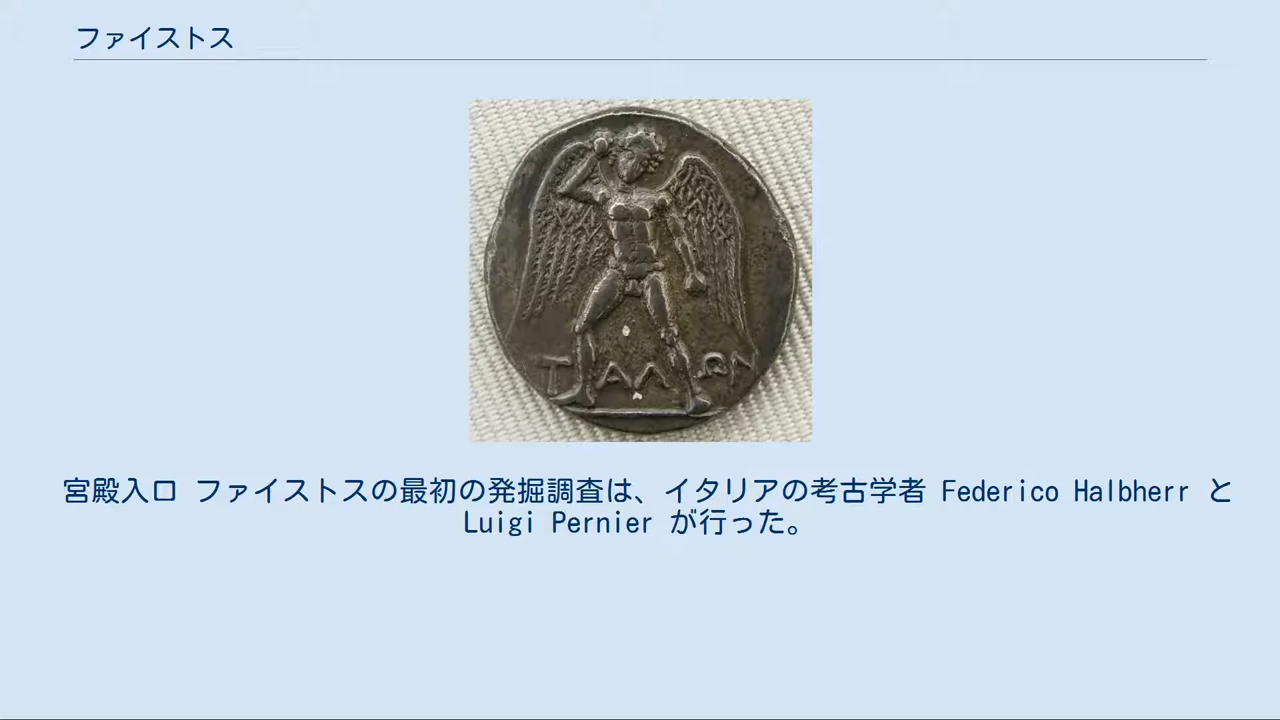 ファイストス
ΤΑΛΩΝ
宮殿入口 ファイストスの最初の発掘調査は、イタリアの考古学者 Federico Halbherr と
Luigi Pernier が行った。